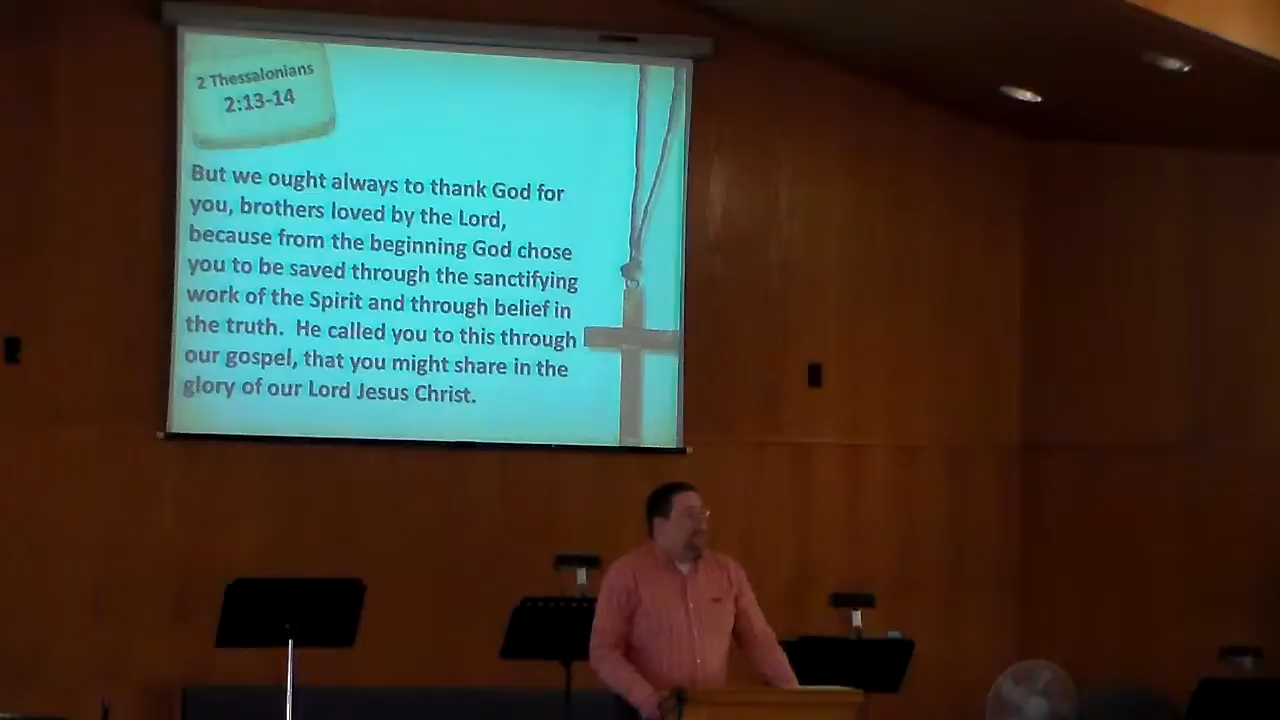 2 Thessalonians
2:13-14
But we ought always to thank God for
you, brothers loved by the Lord,
because from the beginning God chose
you to be saved through the sanctifying
work of the Spirit and through belief in
the truth. He called you to this through
our gospel, that you might share in the
glory of our Lord Jesus Christ.